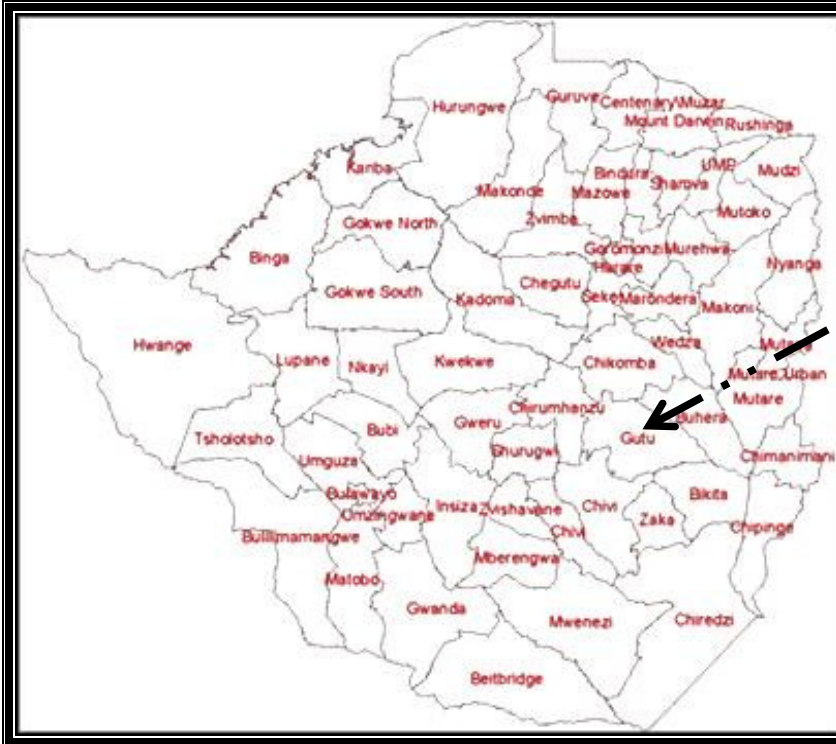 Hurungwe
Guruve
Centenary
Muzar
Mount Darwin
Rushinga
Kariba
Makonde
Zvimba
Mazowe
Bindura
UMP
Mudzi
Mutoko
Gokwe North
Binga
Goromonzi
Murehwa
Harare
Nyanga
Gokwe South
Kadoma
Chegutu
Seke
Marondera
Makoni
Hwange
Lupane
Nkayi
Kwekwe
Chikomba
Wedza
Mutasa
Mutare Urban
Mutare
Chirumhanzu
Buhera
Gweru
Gutu
Tsholotsho
Bubi
Umguza
Shurugwi
Chimanimani
Bulawayo
Umzingwane
Insiza
Zvishavane
Chivi
Chivi
Zaka
Bikita
Chipinge
Bulilimamangwe
Matobo
Mberengwa
Gwanda
Mwenezi
Chiredzi
Beitbridge